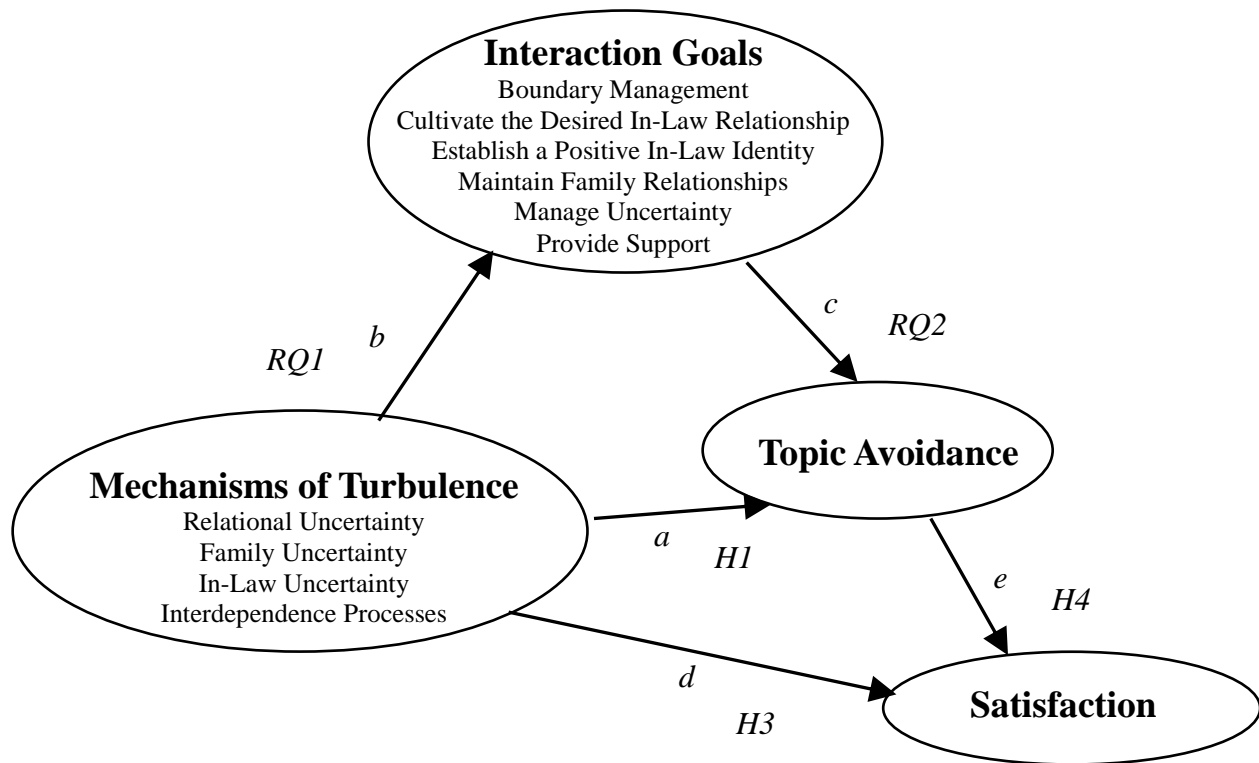 Interaction Goals
Boundary Management
Cultivate the Desired In-Law Relationship
Establish a Positive In-Law Identity
Maintain Family Relationships
Manage Uncertainty
Provide Support
c
RQ2
b
RQ1
Topic Avoidance
Mechanisms of Turbulence
Relational Uncertainty
Family Uncertainty
In-Law Uncertainty
Interdependence Processes
a
H1
e
H4
d
H3
Satisfaction